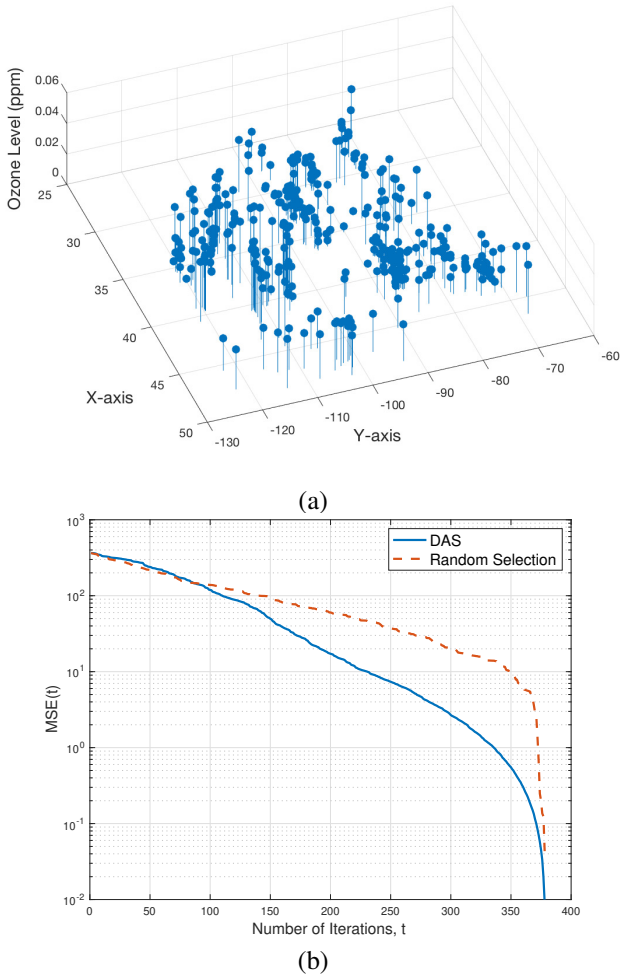 0.06
0.04
0.02
0
Ozone Level (ppm)
25
30
35
40
45
50
X-axis
-130
-120
-110
-100
-90
-80
-70
-60
Y-axis
(a)
10^3
10^2
10^1
10^0
10^-1
10^-2
MSE(t)
DAS
Random Selection
0 50 100 150 200 250 300 350 400
Number of Iterations, t
(b)